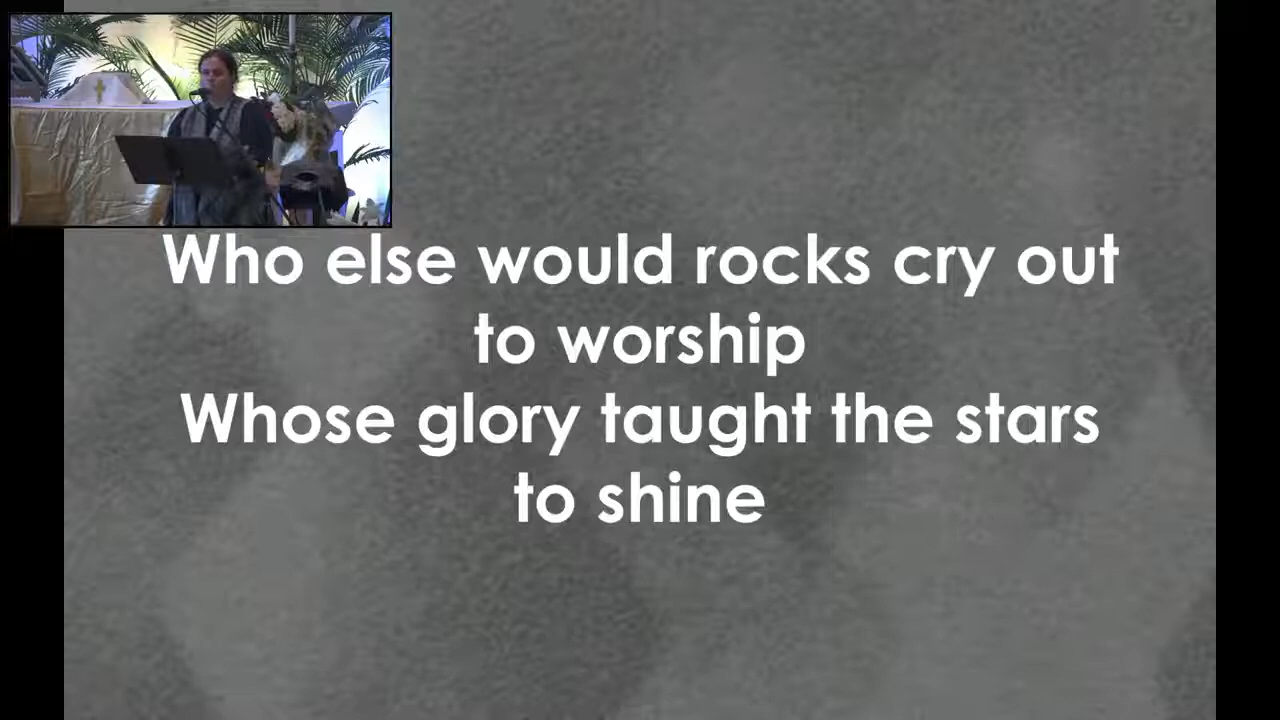 Who else would rocks cry out
to worship
Whose glory taught the stars
to shine